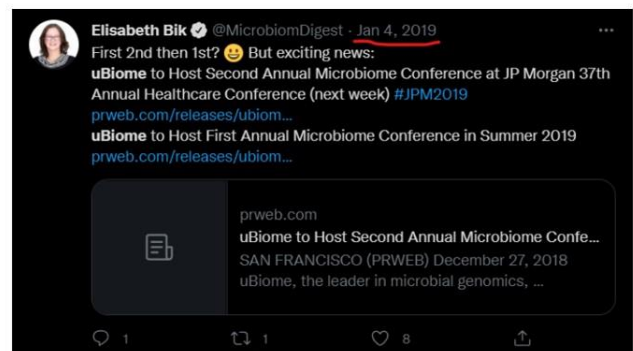 Elisabeth Bik @MicrobiomDigest · Jan 4, 2019
First 2nd then 1st? 😀 But exciting news:
uBiome to Host Second Annual Microbiome Conference at JP Morgan 37th
Annual Healthcare Conference (next week) #JPM2019
prweb.com/releases/ubiom...
uBiome to Host First Annual Microbiome Conference in Summer 2019
prweb.com/releases/ubiom...
prweb.com
uBiome to Host Second Annual Microbiome Confe...
SAN FRANCISCO (PRWEB) December 27, 2018
uBiome, the leader in microbial genomics, ...
1 1 8